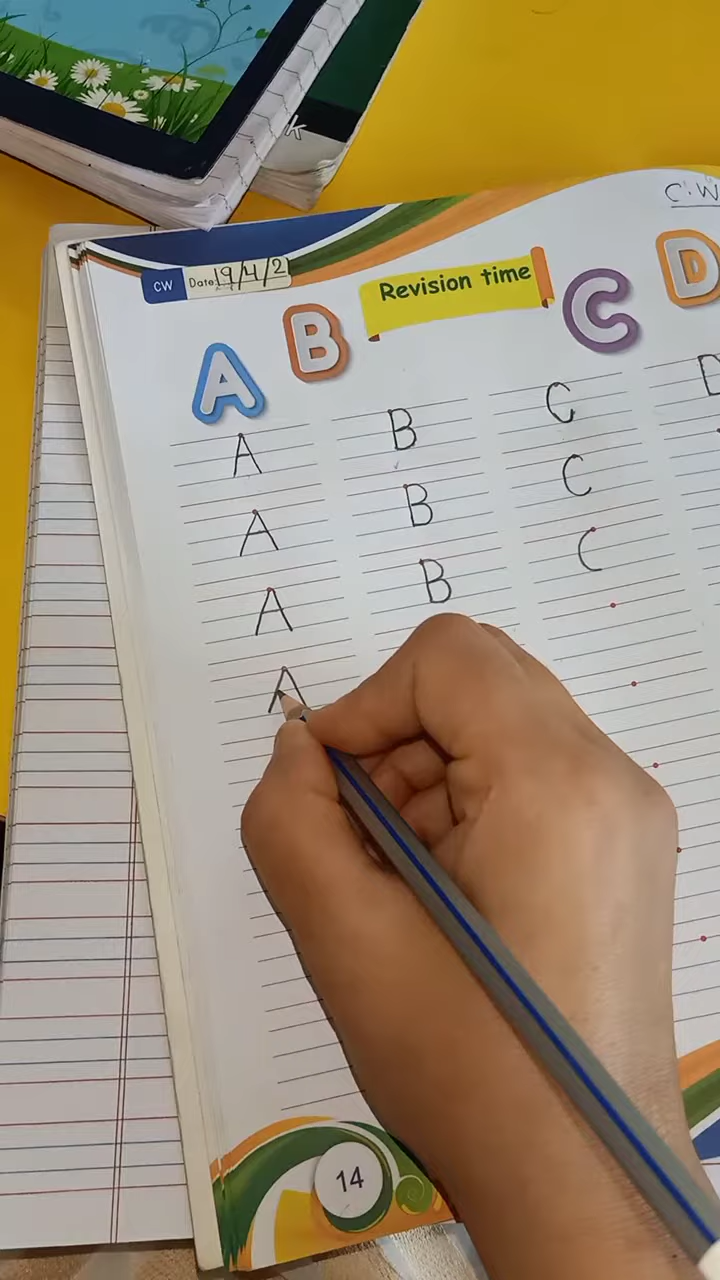 C.W
CW Date 19/4/2
Revision time
A B C D
A B C D
A B C
A B C
A
14